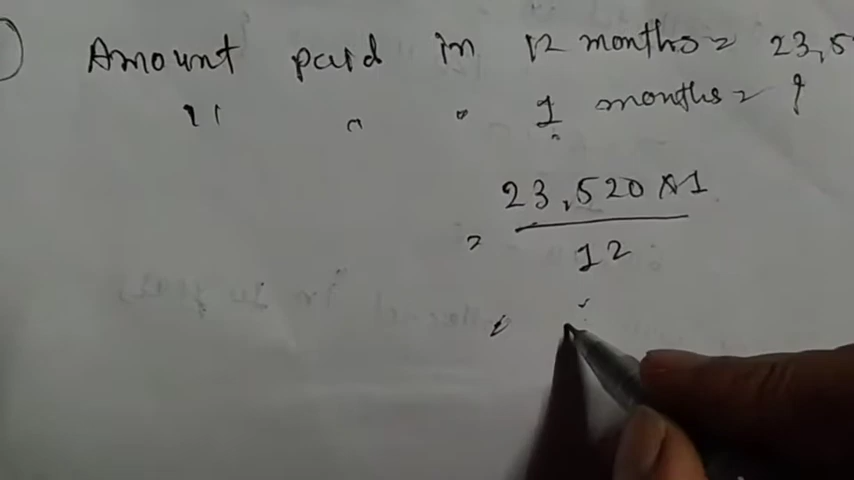 Amount paid in 12 months = 23,5
" " " 1 months = ?
= 23,520 × 1
12